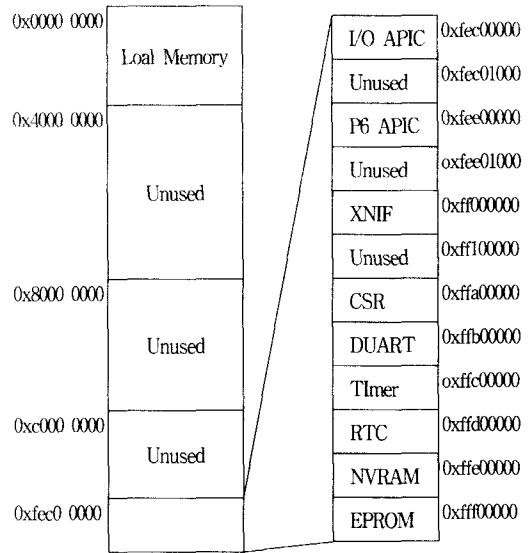 0x0000 0000
Loal Memory
0x4000 0000
Unused
0x8000 0000
Unused
0xc000 0000
Unused
0xfec0 0000
I/O APIC 0xfec00000
Unused 0xfec01000
P6 APIC 0xfee00000
Unused oxfee01000
XNIF 0xff000000
Unused 0xff100000
CSR 0xffa00000
DUART 0xffb00000
TImer oxffc00000
RTC 0xffd00000
NVRAM 0xffe00000
EPROM 0xfff00000